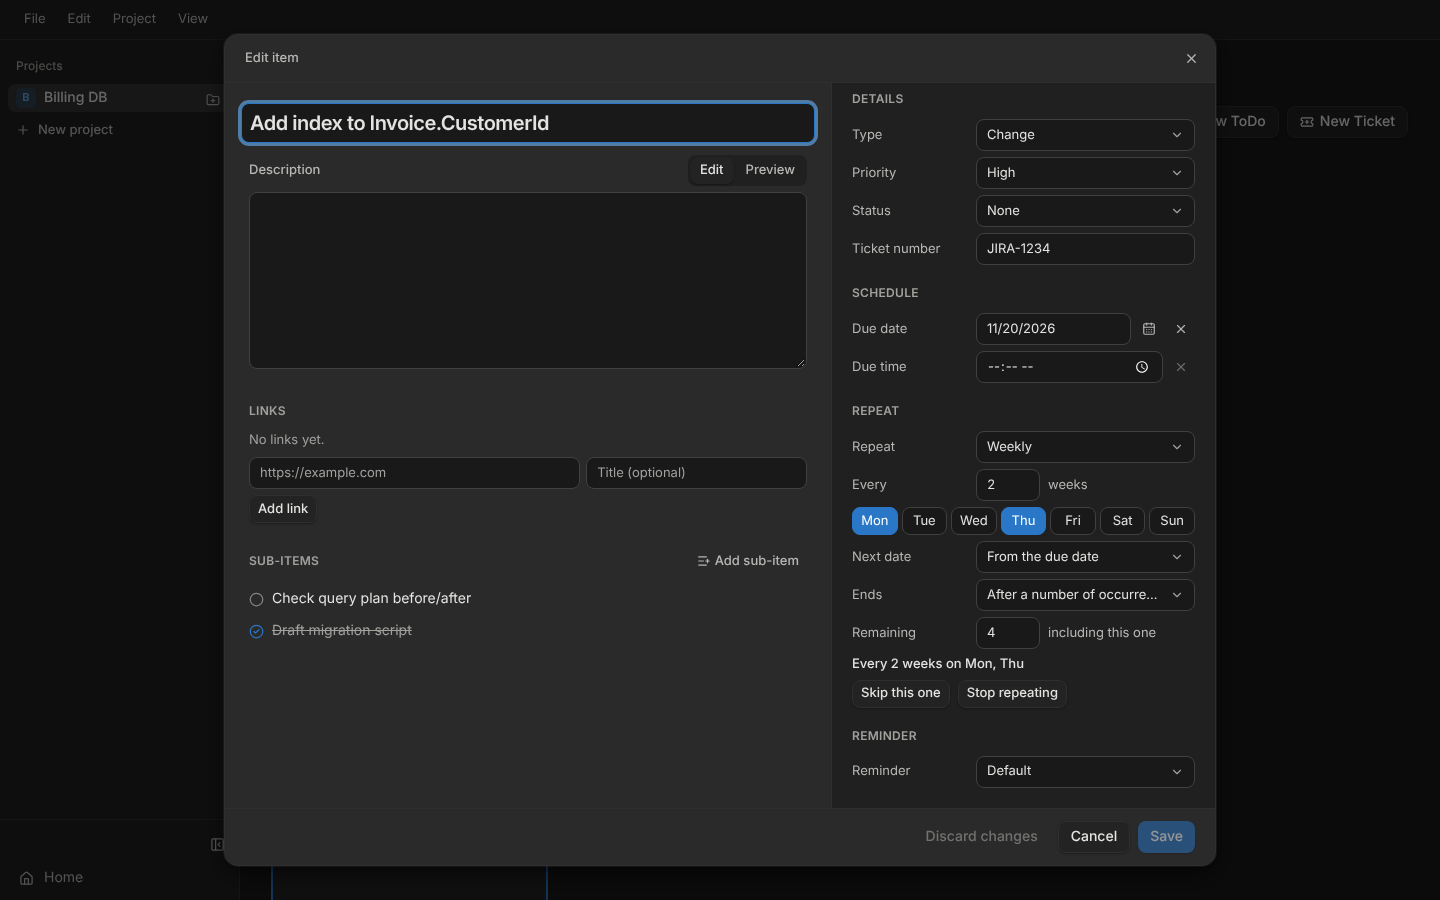 File Edit Project View
Projects
B Billing DB
New project
Home
w ToDo
New Ticket
Edit item
Add index to Invoice.CustomerId
Description
Edit Preview
LINKS
No links yet.
https://example.com
Title (optional)
Add link
SUB-ITEMS
Add sub-item
Check query plan before/after
Draft migration script
DETAILS
Type Change
Priority High
Status None
Ticket number JIRA-1234
SCHEDULE
Due date 11/20/2026
Due time --:-- --
REPEAT
Repeat Weekly
Every 2 weeks
Mon Tue Wed Thu Fri Sat Sun
Next date From the due date
Ends After a number of occurre...
Remaining 4 including this one
Every 2 weeks on Mon, Thu
Skip this one Stop repeating
REMINDER
Reminder Default
Discard changes Cancel Save